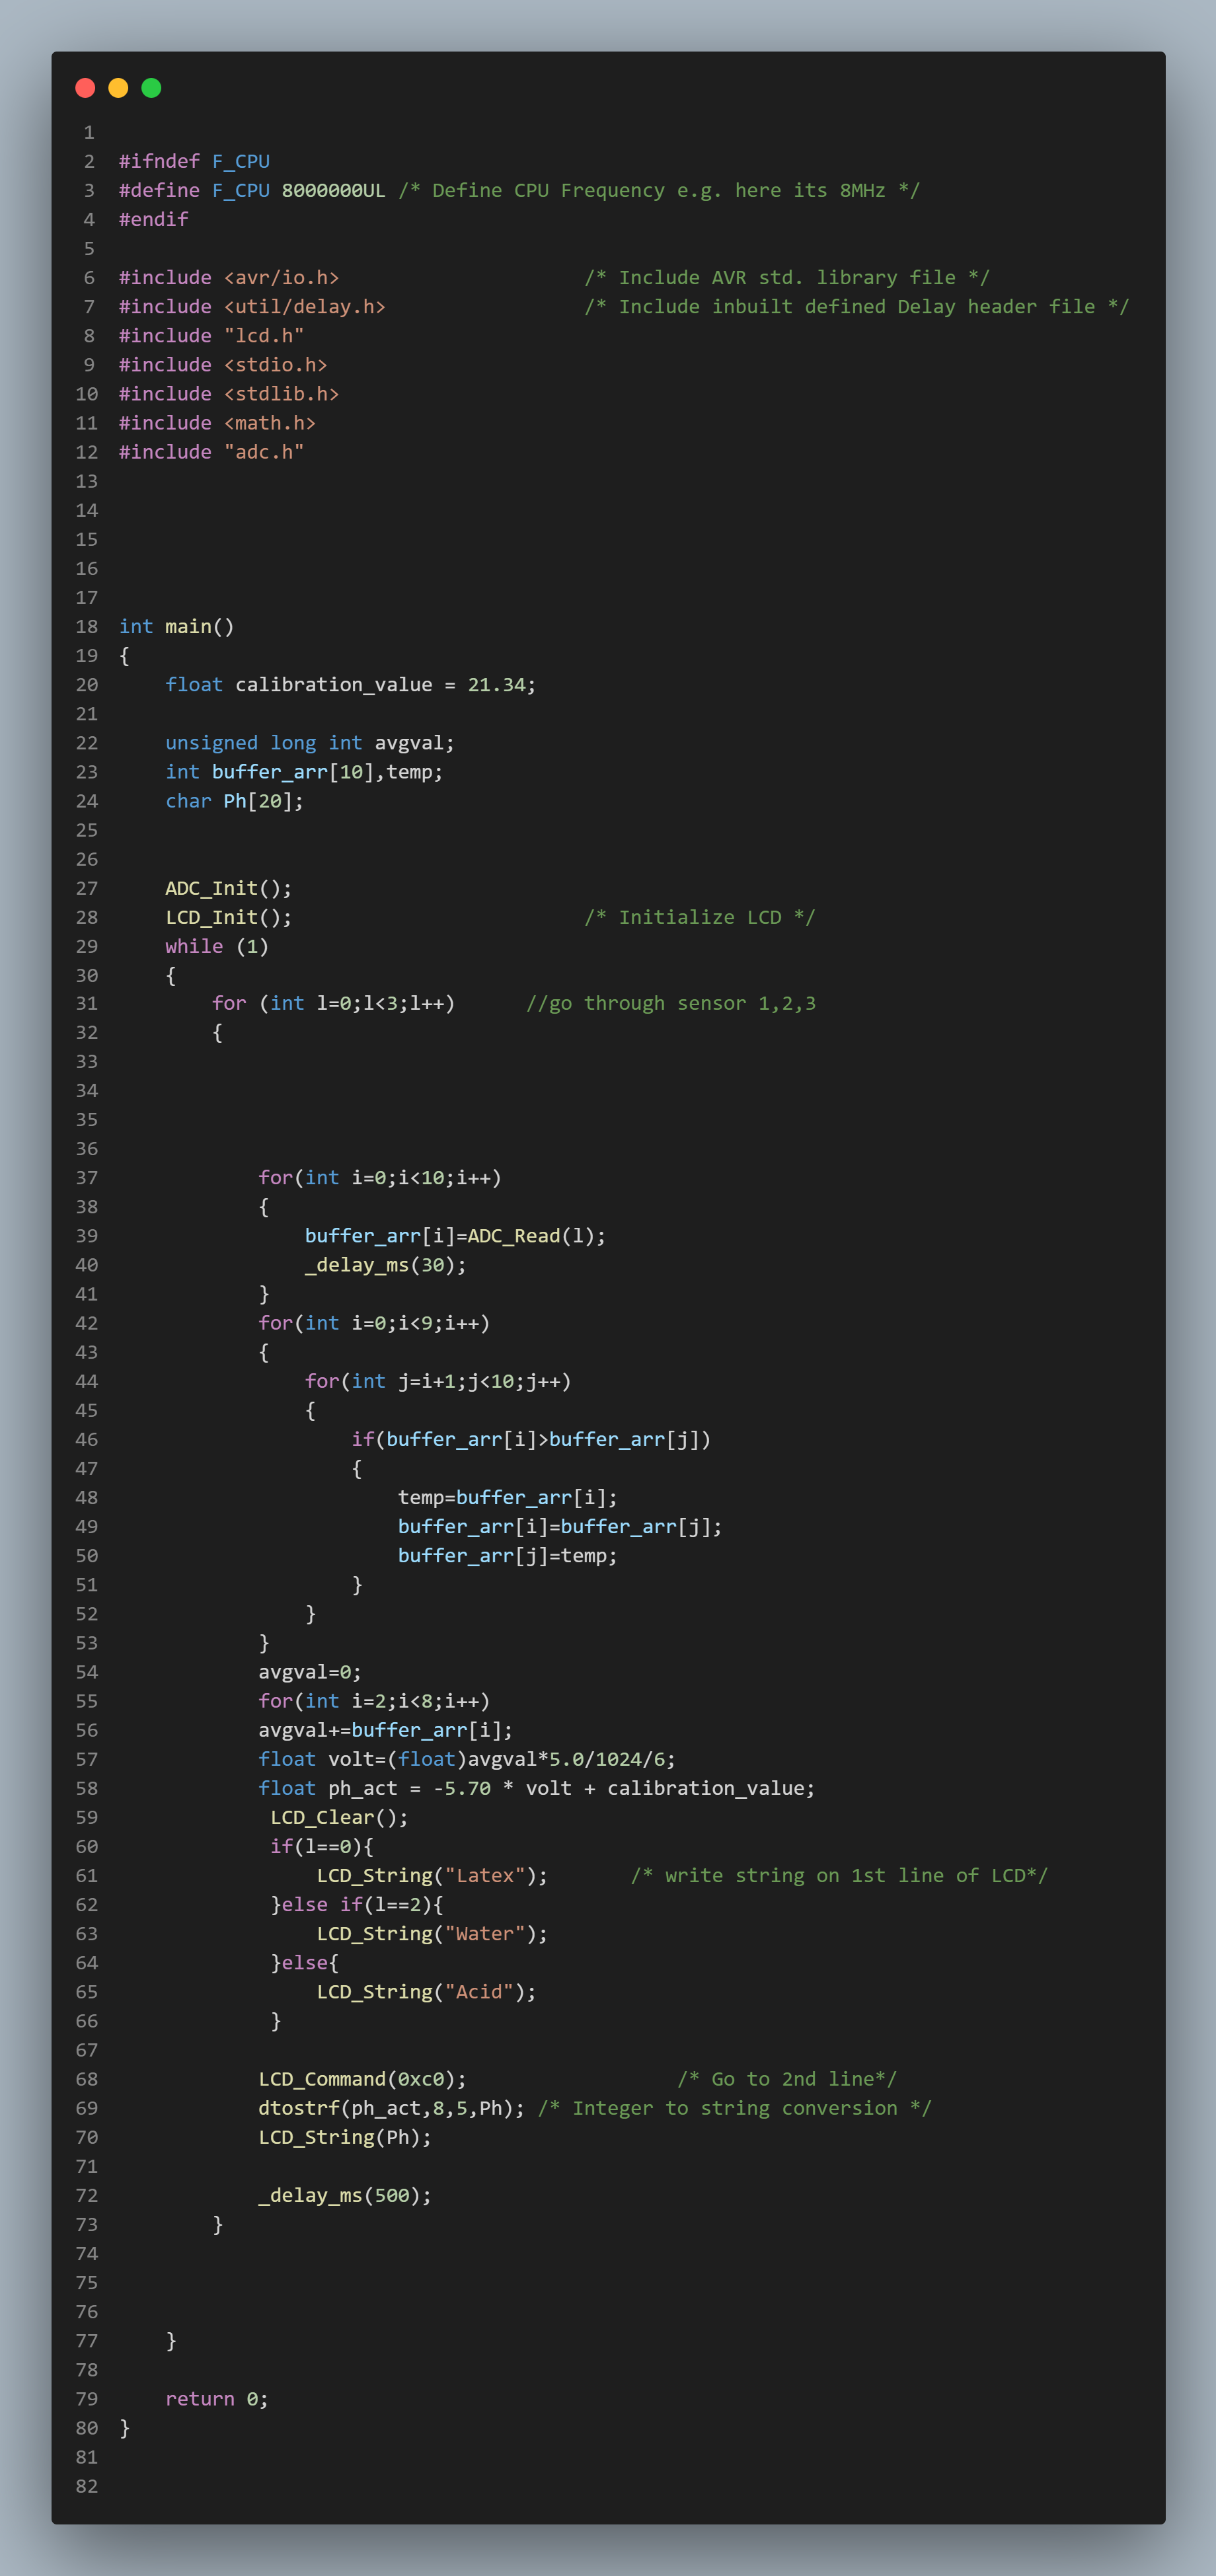 1
2 #ifndef F_CPU
3 #define F_CPU 8000000UL /* Define CPU Frequency e.g. here its 8MHz */
4 #endif
5
6 #include <avr/io.h>                     /* Include AVR std. library file */
7 #include <util/delay.h>                 /* Include inbuilt defined Delay header file */
8 #include "lcd.h"
9 #include <stdio.h>
10 #include <stdlib.h>
11 #include <math.h>
12 #include "adc.h"
13
14
15
16
17
18 int main()
19 {
20     float calibration_value = 21.34;
21
22     unsigned long int avgval;
23     int buffer_arr[10],temp;
24     char Ph[20];
25
26
27     ADC_Init();
28     LCD_Init();                         /* Initialize LCD */
29     while (1)
30     {
31         for (int l=0;l<3;l++)      //go through sensor 1,2,3
32         {
33
34
35
36
37             for(int i=0;i<10;i++)
38             {
39                 buffer_arr[i]=ADC_Read(l);
40                 _delay_ms(30);
41             }
42             for(int i=0;i<9;i++)
43             {
44                 for(int j=i+1;j<10;j++)
45                 {
46                     if(buffer_arr[i]>buffer_arr[j])
47                     {
48                         temp=buffer_arr[i];
49                         buffer_arr[i]=buffer_arr[j];
50                         buffer_arr[j]=temp;
51                     }
52                 }
53             }
54             avgval=0;
55             for(int i=2;i<8;i++)
56             avgval+=buffer_arr[i];
57             float volt=(float)avgval*5.0/1024/6;
58             float ph_act = -5.70 * volt + calibration_value;
59              LCD_Clear();
60              if(l==0){
61                  LCD_String("Latex");       /* write string on 1st line of LCD*/
62              }else if(l==2){
63                  LCD_String("Water");
64              }else{
65                  LCD_String("Acid");
66              }
67
68             LCD_Command(0xc0);                  /* Go to 2nd line*/
69             dtostrf(ph_act,8,5,Ph); /* Integer to string conversion */
70             LCD_String(Ph);
71
72             _delay_ms(500);
73         }
74
75
76
77     }
78
79     return 0;
80 }
81
82